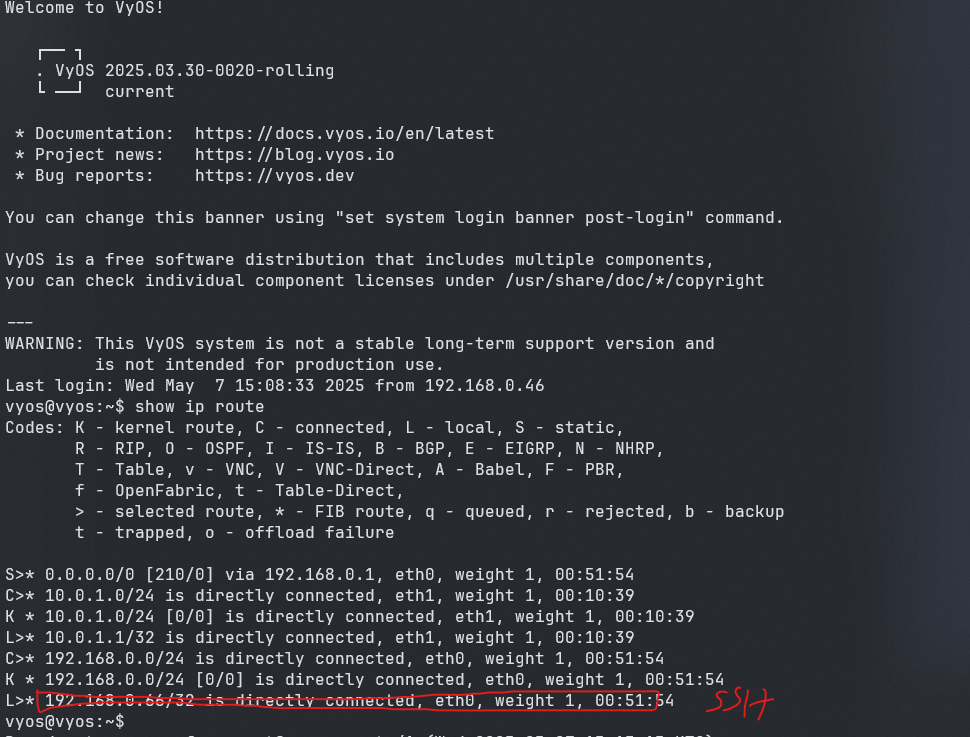 Welcome to VyOS!
. VyOS 2025.03.30-0020-rolling
current
* Documentation: https://docs.vyos.io/en/latest
* Project news: https://blog.vyos.io
* Bug reports: https://vyos.dev
You can change this banner using "set system login banner post-login" command.
VyOS is a free software distribution that includes multiple components,
you can check individual component licenses under /usr/share/doc/*/copyright
---
WARNING: This VyOS system is not a stable long-term support version and
is not intended for production use.
Last login: Wed May  7 15:08:33 2025 from 192.168.0.46
vyos@vyos:~$ show ip route
Codes: K - kernel route, C - connected, L - local, S - static,
R - RIP, O - OSPF, I - IS-IS, B - BGP, E - EIGRP, N - NHRP,
T - Table, v - VNC, V - VNC-Direct, A - Babel, F - PBR,
f - OpenFabric, t - Table-Direct,
> - selected route, * - FIB route, q - queued, r - rejected, b - backup
t - trapped, o - offload failure
S>* 0.0.0.0/0 [210/0] via 192.168.0.1, eth0, weight 1, 00:51:54
C>* 10.0.1.0/24 is directly connected, eth1, weight 1, 00:10:39
K * 10.0.1.0/24 [0/0] is directly connected, eth1, weight 1, 00:10:39
L>* 10.0.1.1/32 is directly connected, eth1, weight 1, 00:10:39
C>* 192.168.0.0/24 is directly connected, eth0, weight 1, 00:51:54
K * 192.168.0.0/24 [0/0] is directly connected, eth0, weight 1, 00:51:54
L>* 192.168.0.66/32 is directly connected, eth0, weight 1, 00:51:54 SSH
vyos@vyos:~$